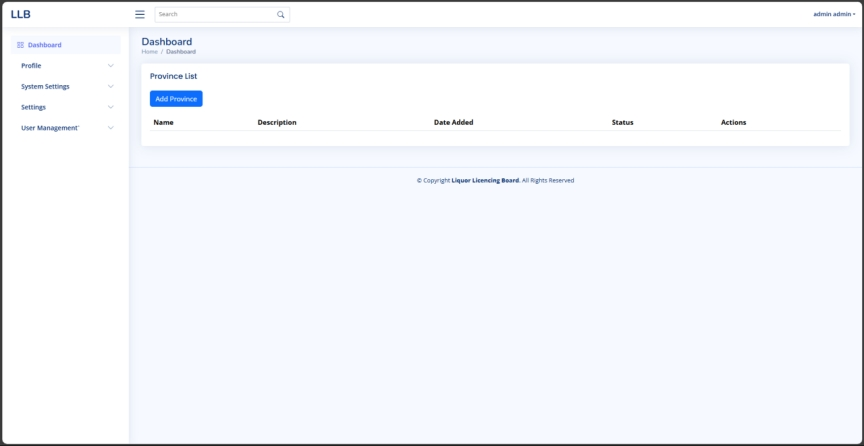 LLB
Search
admin admin
Dashboard
Profile
System Settings
Settings
User Management'
Dashboard
Home / Dashboard
Province List
Add Province
Name Description Date Added Status Actions
© Copyright Liquor Licencing Board. All Rights Reserved